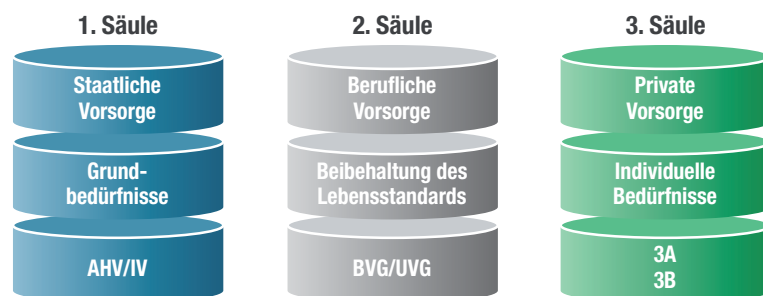 1. Säule
Staatliche
Vorsorge
Grund-
bedürfnisse
AHV/IV
2. Säule
Berufliche
Vorsorge
Beibehaltung des
Lebensstandards
BVG/UVG
3. Säule
Private
Vorsorge
Individuelle
Bedürfnisse
3A
3B